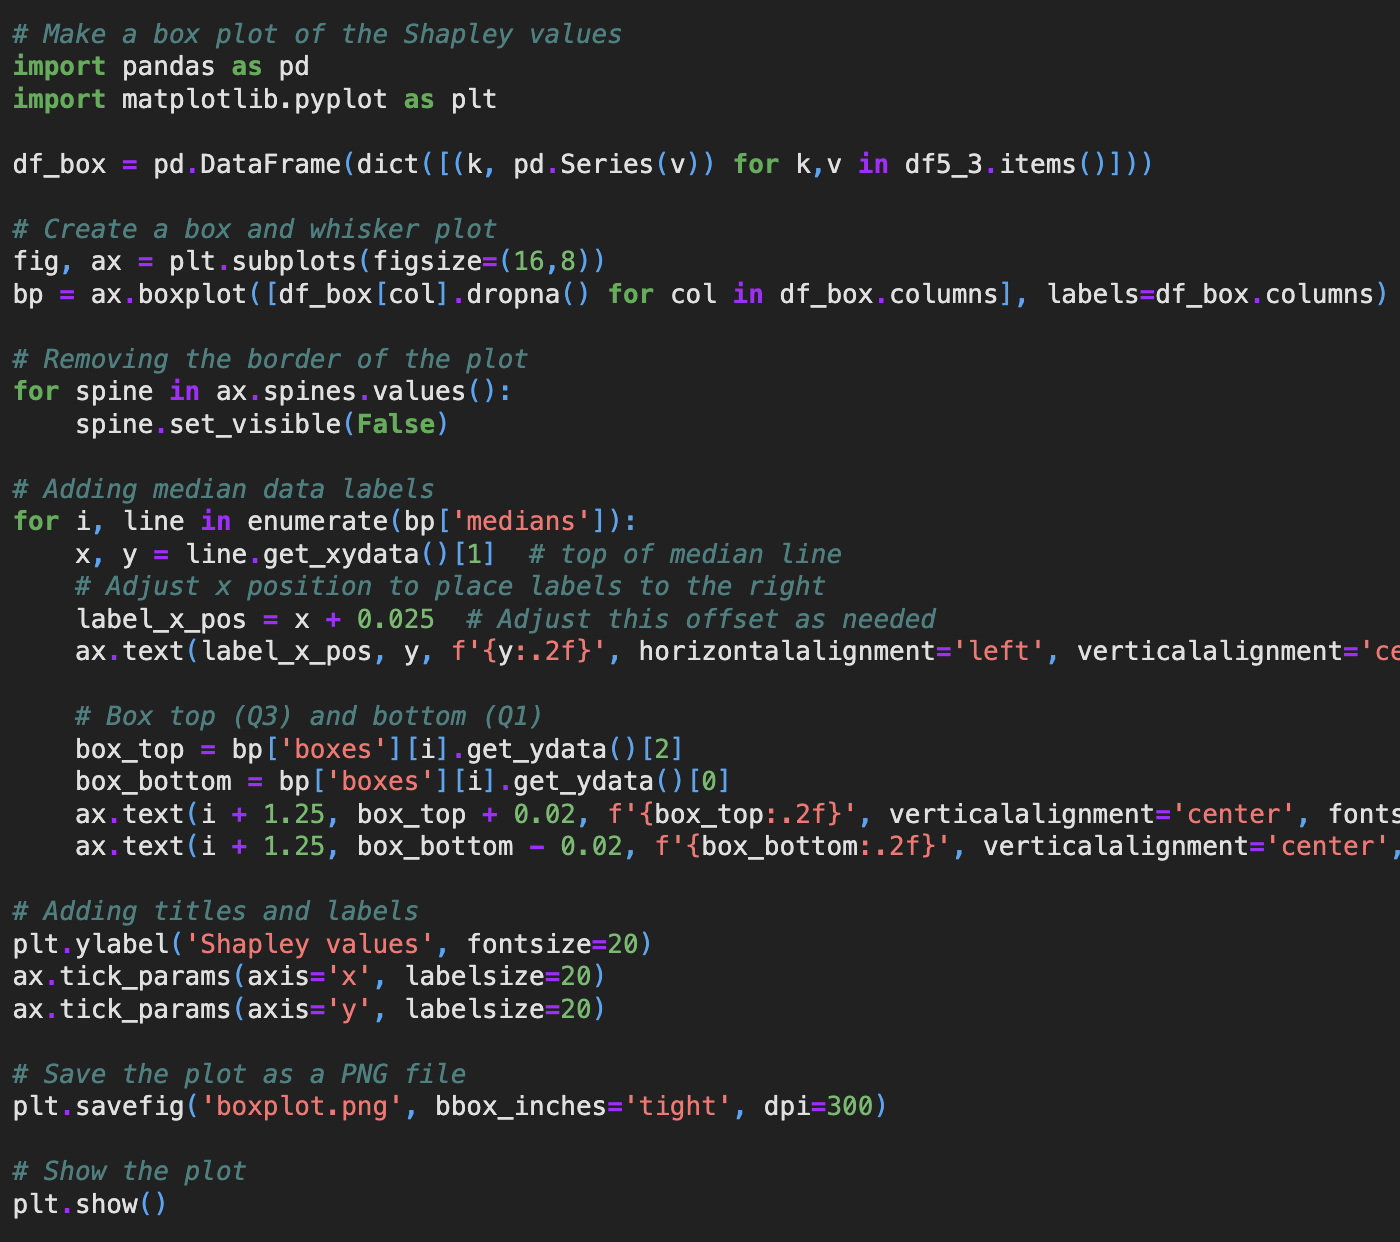 # Make a box plot of the Shapley values
import pandas as pd
import matplotlib.pyplot as plt

df_box = pd.DataFrame(dict([(k, pd.Series(v)) for k,v in df5_3.items()]))

# Create a box and whisker plot
fig, ax = plt.subplots(figsize=(16,8))
bp = ax.boxplot([df_box[col].dropna() for col in df_box.columns], labels=df_box.columns)

# Removing the border of the plot
for spine in ax.spines.values():
    spine.set_visible(False)

# Adding median data labels
for i, line in enumerate(bp['medians']):
    x, y = line.get_xydata()[1]  # top of median line
    # Adjust x position to place labels to the right
    label_x_pos = x + 0.025  # Adjust this offset as needed
    ax.text(label_x_pos, y, f'{y:.2f}', horizontalalignment='left', verticalalignment='ce

    # Box top (Q3) and bottom (Q1)
    box_top = bp['boxes'][i].get_ydata()[2]
    box_bottom = bp['boxes'][i].get_ydata()[0]
    ax.text(i + 1.25, box_top + 0.02, f'{box_top:.2f}', verticalalignment='center', fonts
    ax.text(i + 1.25, box_bottom - 0.02, f'{box_bottom:.2f}', verticalalignment='center',

# Adding titles and labels
plt.ylabel('Shapley values', fontsize=20)
ax.tick_params(axis='x', labelsize=20)
ax.tick_params(axis='y', labelsize=20)

# Save the plot as a PNG file
plt.savefig('boxplot.png', bbox_inches='tight', dpi=300)

# Show the plot
plt.show()